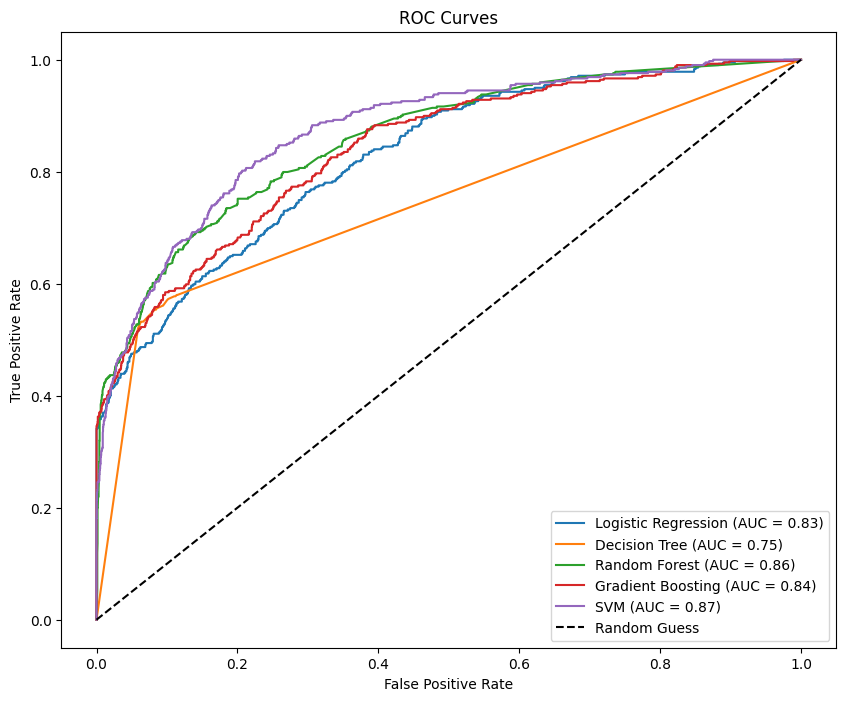 ROC Curves
1.0
0.8
0.6
0.4
0.2
0.0
True Positive Rate
Logistic Regression (AUC = 0.83)
Decision Tree (AUC = 0.75)
Random Forest (AUC = 0.86)
Gradient Boosting (AUC = 0.84)
SVM (AUC = 0.87)
Random Guess
0.0 0.2 0.4 0.6 0.8 1.0
False Positive Rate